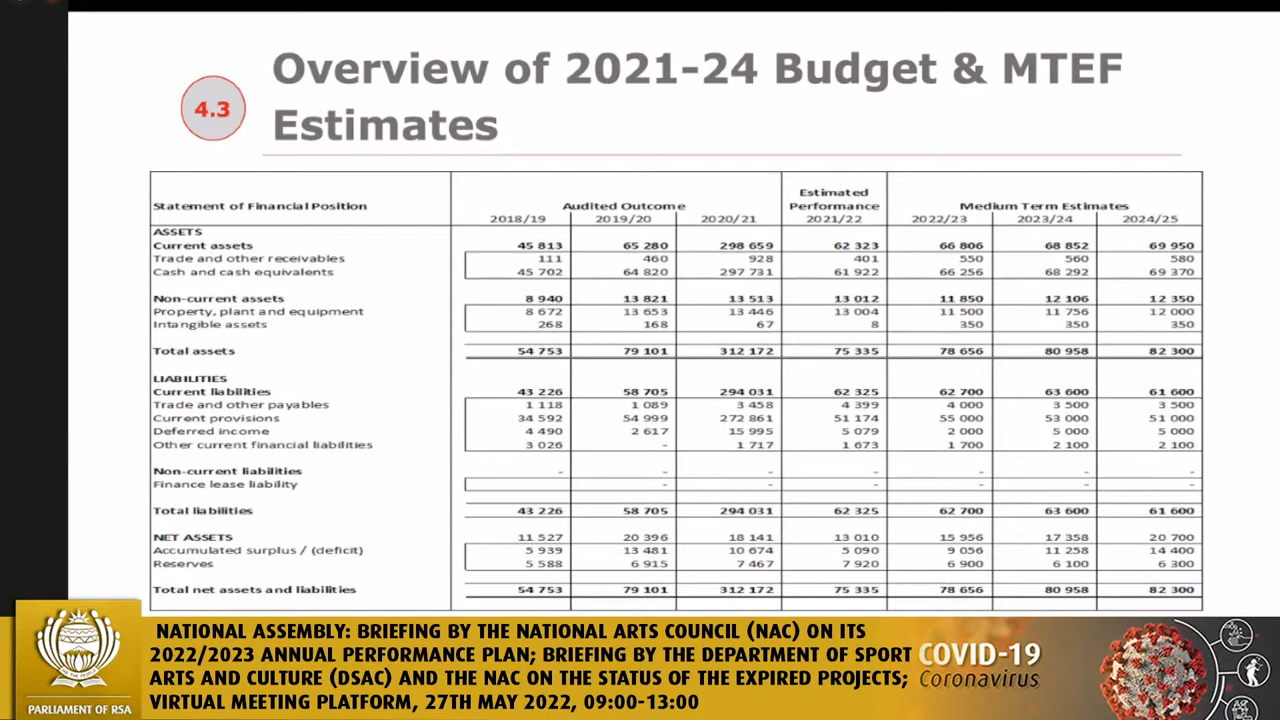 Overview of 2021-24 Budget & MTEF
4.3
Estimates
Statement of Financial Position Audited Outcome Estimated Performance Medium Term Estimates
2018/19 2019/20 2020/21 2021/22 2022/23 2023/24 2024/25
ASSETS
Current assets 45 813 65 280 298 659 62 323 66 806 68 852 69 950
Trade and other receivables 111 460 928 401 550 560 580
Cash and cash equivalents 45 702 64 820 297 731 61 922 66 256 68 292 69 370
Non-current assets 8 940 13 821 13 513 13 012 11 850 12 106 12 350
Property, plant and equipment 8 672 13 653 13 446 13 004 11 500 11 756 12 000
Intangible assets 268 168 67 8 350 350 350
Total assets 54 753 79 101 312 172 75 335 78 656 80 958 82 300
LIABILITIES
Current liabilities 43 226 58 705 294 031 62 325 62 700 63 600 61 600
Trade and other payables 1 118 1 089 3 458 4 399 4 000 3 500 3 500
Current provisions 34 592 54 999 272 861 51 174 55 000 53 000 51 000
Deferred income 4 490 2 617 15 995 5 079 2 000 5 000 5 000
Other current financial liabilities 3 026 - 1 717 1 673 1 700 2 100 2 100
Non-current liabilities - - - - - - -
Finance lease liability - - - - - -
Total liabilities 43 226 58 705 294 031 62 325 62 700 63 600 61 600
NET ASSETS 11 527 20 396 18 141 13 010 15 956 17 358 20 700
Accumulated surplus / (deficit) 5 939 13 481 10 674 5 090 9 056 11 258 14 400
Reserves 5 588 6 915 7 467 7 920 6 900 6 100 6 300
Total net assets and liabilities 54 753 79 101 312 172 75 335 78 656 80 958 82 300
NATIONAL ASSEMBLY: BRIEFING BY THE NATIONAL ARTS COUNCIL (NAC) ON ITS
2022/2023 ANNUAL PERFORMANCE PLAN; BRIEFING BY THE DEPARTMENT OF SPORT
ARTS AND CULTURE (DSAC) AND THE NAC ON THE STATUS OF THE EXPIRED PROJECTS;
VIRTUAL MEETING PLATFORM, 27TH MAY 2022, 09:00-13:00
PARLIAMENT OF RSA
COVID-19
Coronavirus